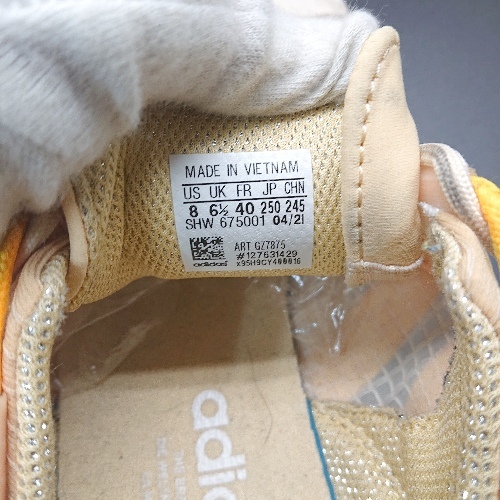 MADE IN VIETNAM
US UK FR JP CHN
8 6½ 40 250 245
SHW 675001 04/21
ART GZ7875
#127631429
adidas
adidas